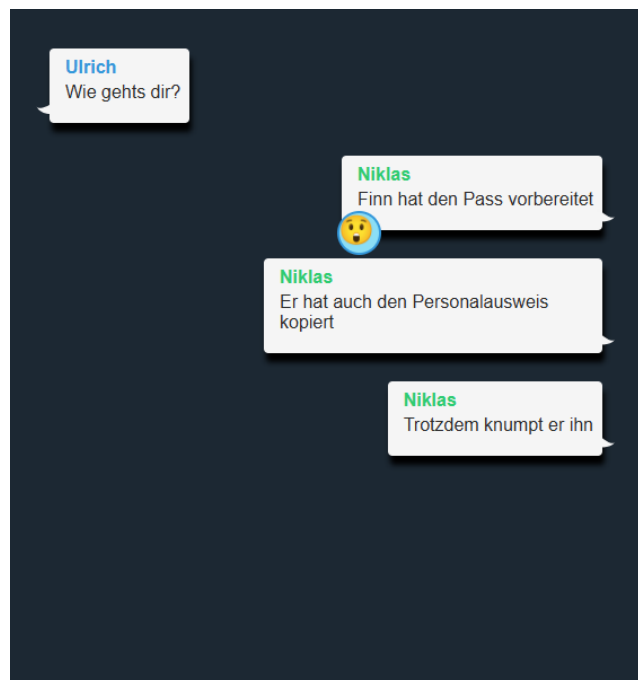 Ulrich
Wie gehts dir?
Niklas
Finn hat den Pass vorbereitet
Niklas
Er hat auch den Personalausweis
kopiert
Niklas
Trotzdem knumpt er ihn